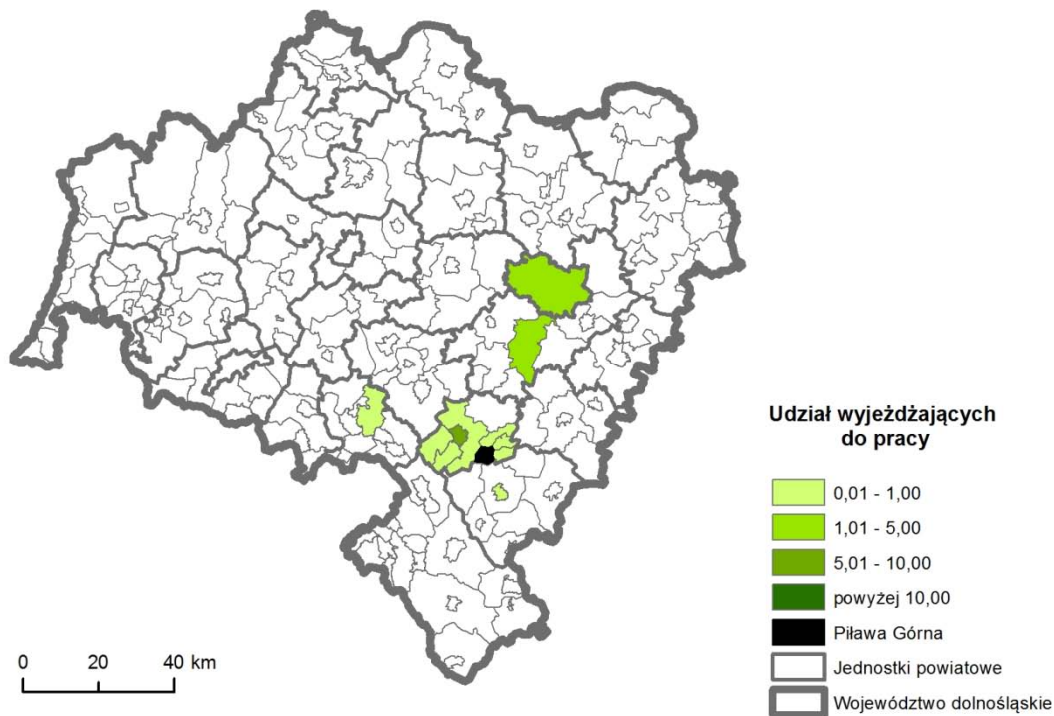 Udział wyjeżdżających
do pracy
0,01 - 1,00
1,01 - 5,00
5,01 - 10,00
powyżej 10,00
Piława Górna
Jednostki powiatowe
Województwo dolnośląskie
0 20 40 km